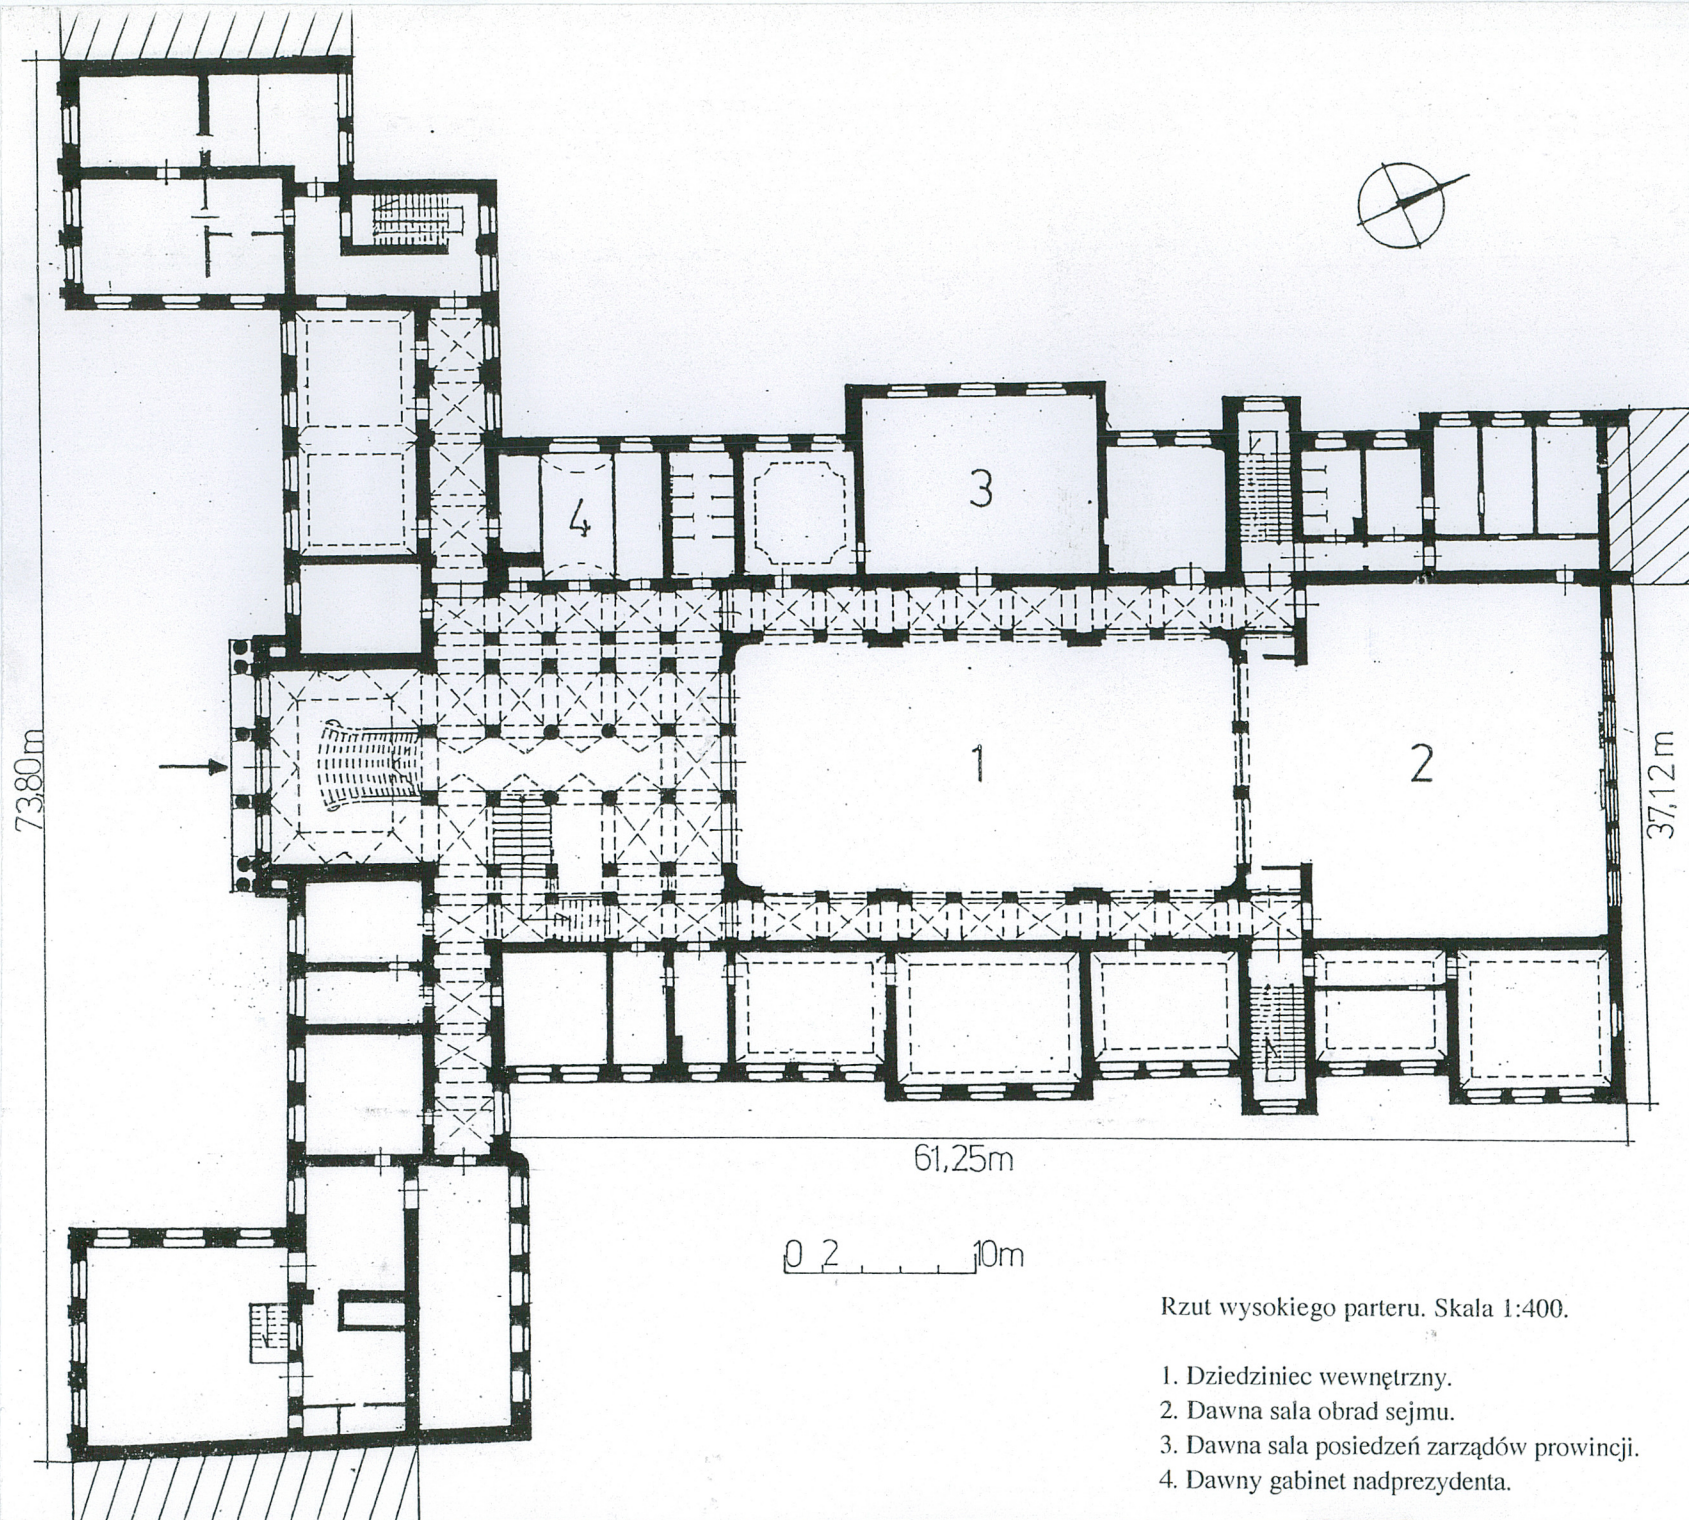 4
3
1
2
73,80m
37,12m
61,25m
0 2 10m
Rzut wysokiego parteru. Skala 1:400.
1. Dziedziniec wewnętrzny.
2. Dawna sala obrad sejmu.
3. Dawna sala posiedzeń zarządów prowincji.
4. Dawny gabinet nadprezydenta.